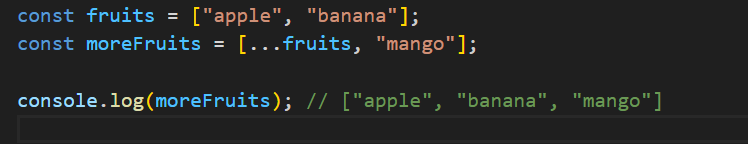 const fruits = ["apple", "banana"];
const moreFruits = [...fruits, "mango"];
console.log(moreFruits); // ["apple", "banana", "mango"]